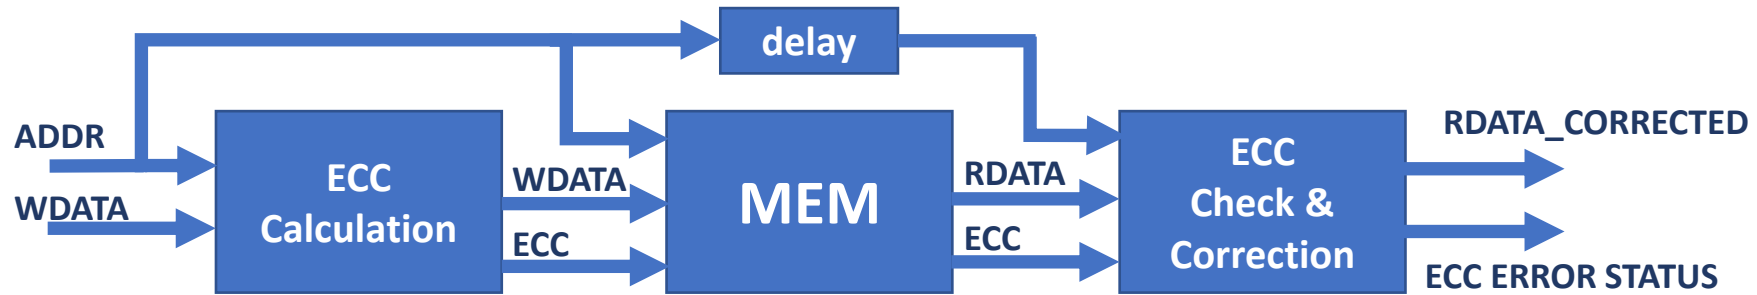 delay
ADDR
WDATA
ECC
Calculation
WDATA
ECC
MEM
RDATA
ECC
ECC
Check &
Correction
RDATA_CORRECTED
ECC ERROR STATUS